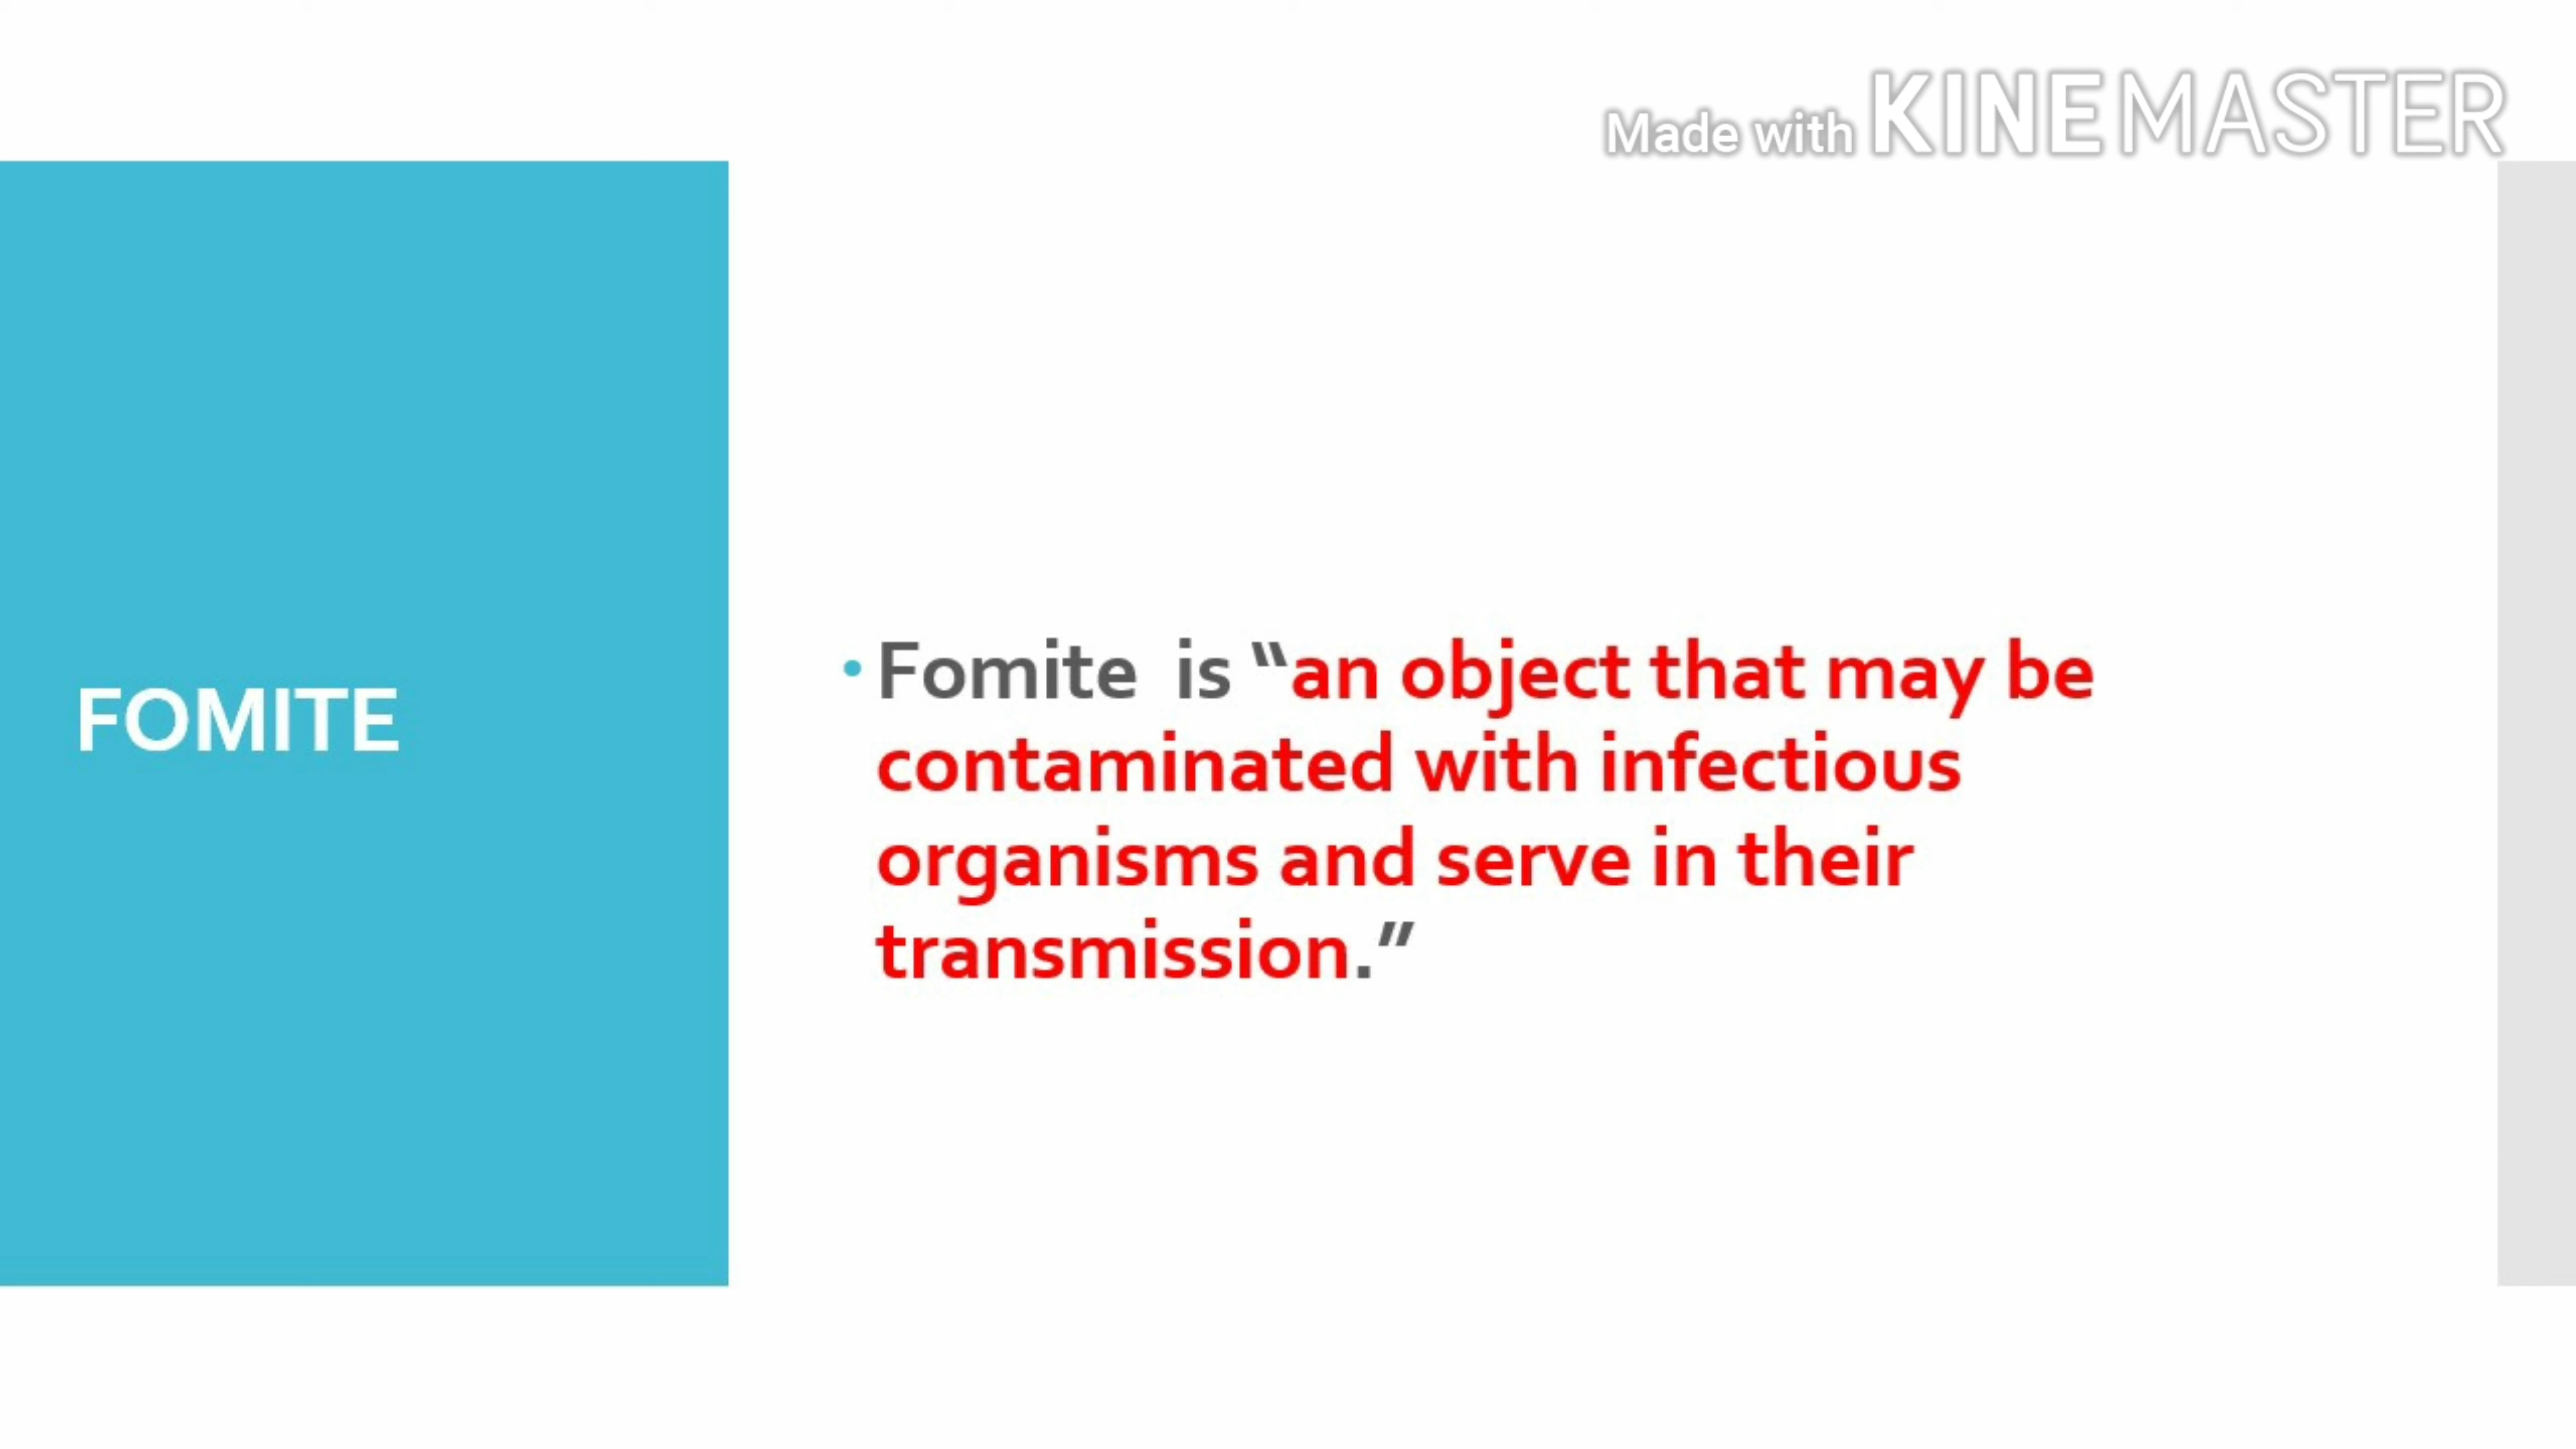 Made with KINEMASTER
FOMITE
• Fomite is “an object that may be
contaminated with infectious
organisms and serve in their
transmission.”